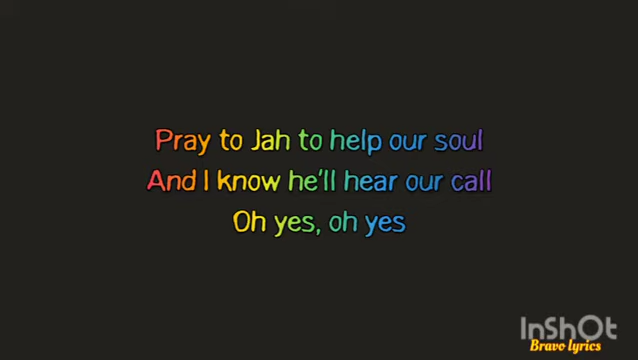 Pray to Jah to help our soul
And I know he'll hear our call
Oh yes, oh yes
InShOt
Bravo lyrics